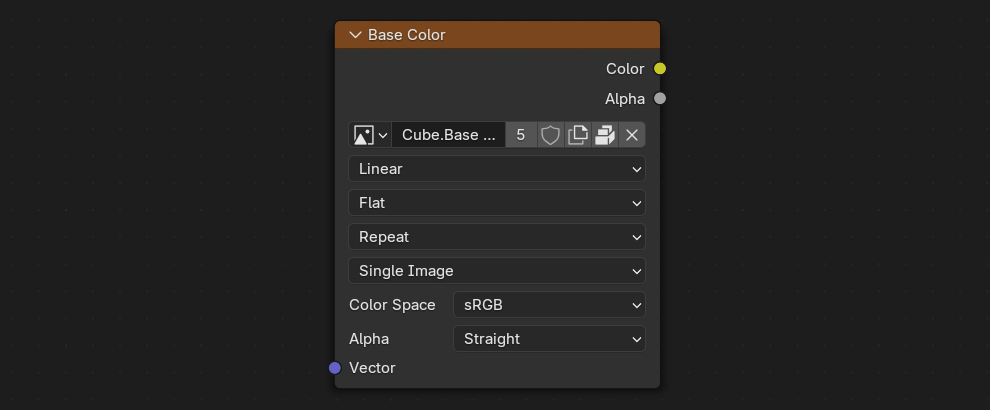 Base Color
Color
Alpha
Cube.Base ...
5
Linear
Flat
Repeat
Single Image
Color Space sRGB
Alpha Straight
Vector